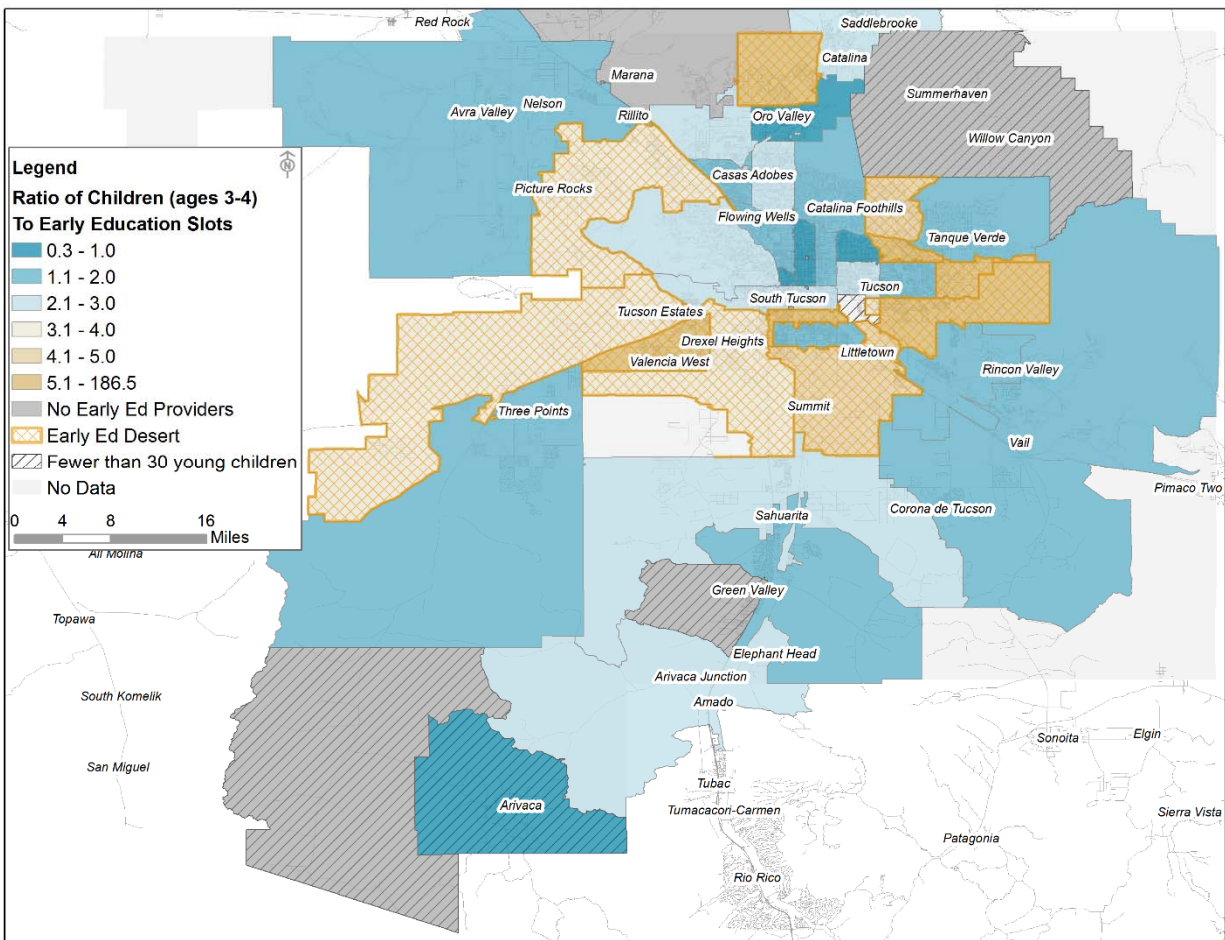 Red Rock
Saddlebrooke
Catalina
Marana
Summerhaven
Nelson
Avra Valley
Rillito
Oro Valley
Willow Canyon
Legend
N
Ratio of Children (ages 3-4)
To Early Education Slots
0.3 - 1.0
1.1 - 2.0
2.1 - 3.0
3.1 - 4.0
4.1 - 5.0
5.1 - 186.5
No Early Ed Providers
Early Ed Desert
Fewer than 30 young children
No Data
0 4 8 16
Miles
Casas Adobes
Picture Rocks
Flowing Wells
Catalina Foothills
Tanque Verde
Tucson
South Tucson
Tucson Estates
Drexel Heights
Littletown
Valencia West
Rincon Valley
Three Points
Summit
Vail
Pimaco Two
Sahuarita
Corona de Tucson
Ali Molina
Green Valley
Topawa
Elephant Head
Arivaca Junction
South Komelik
Amado
Sonoita
Elgin
San Miguel
Tubac
Arivaca
Tumacacori-Carmen
Sierra Vista
Patagonia
Rio Rico